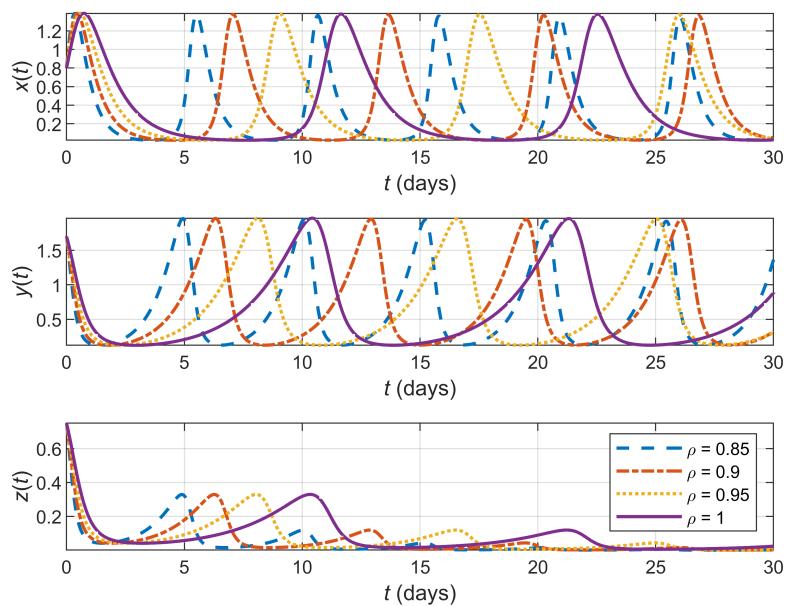 1.2
1
0.8
0.6
0.4
0.2
x(t)
0 5 10 15 20 25 30
t (days)
1.5
1
0.5
y(t)
0 5 10 15 20 25 30
t (days)
0.6
0.4
0.2
z(t)
ρ = 0.85
ρ = 0.9
ρ = 0.95
ρ = 1
0 5 10 15 20 25 30
t (days)